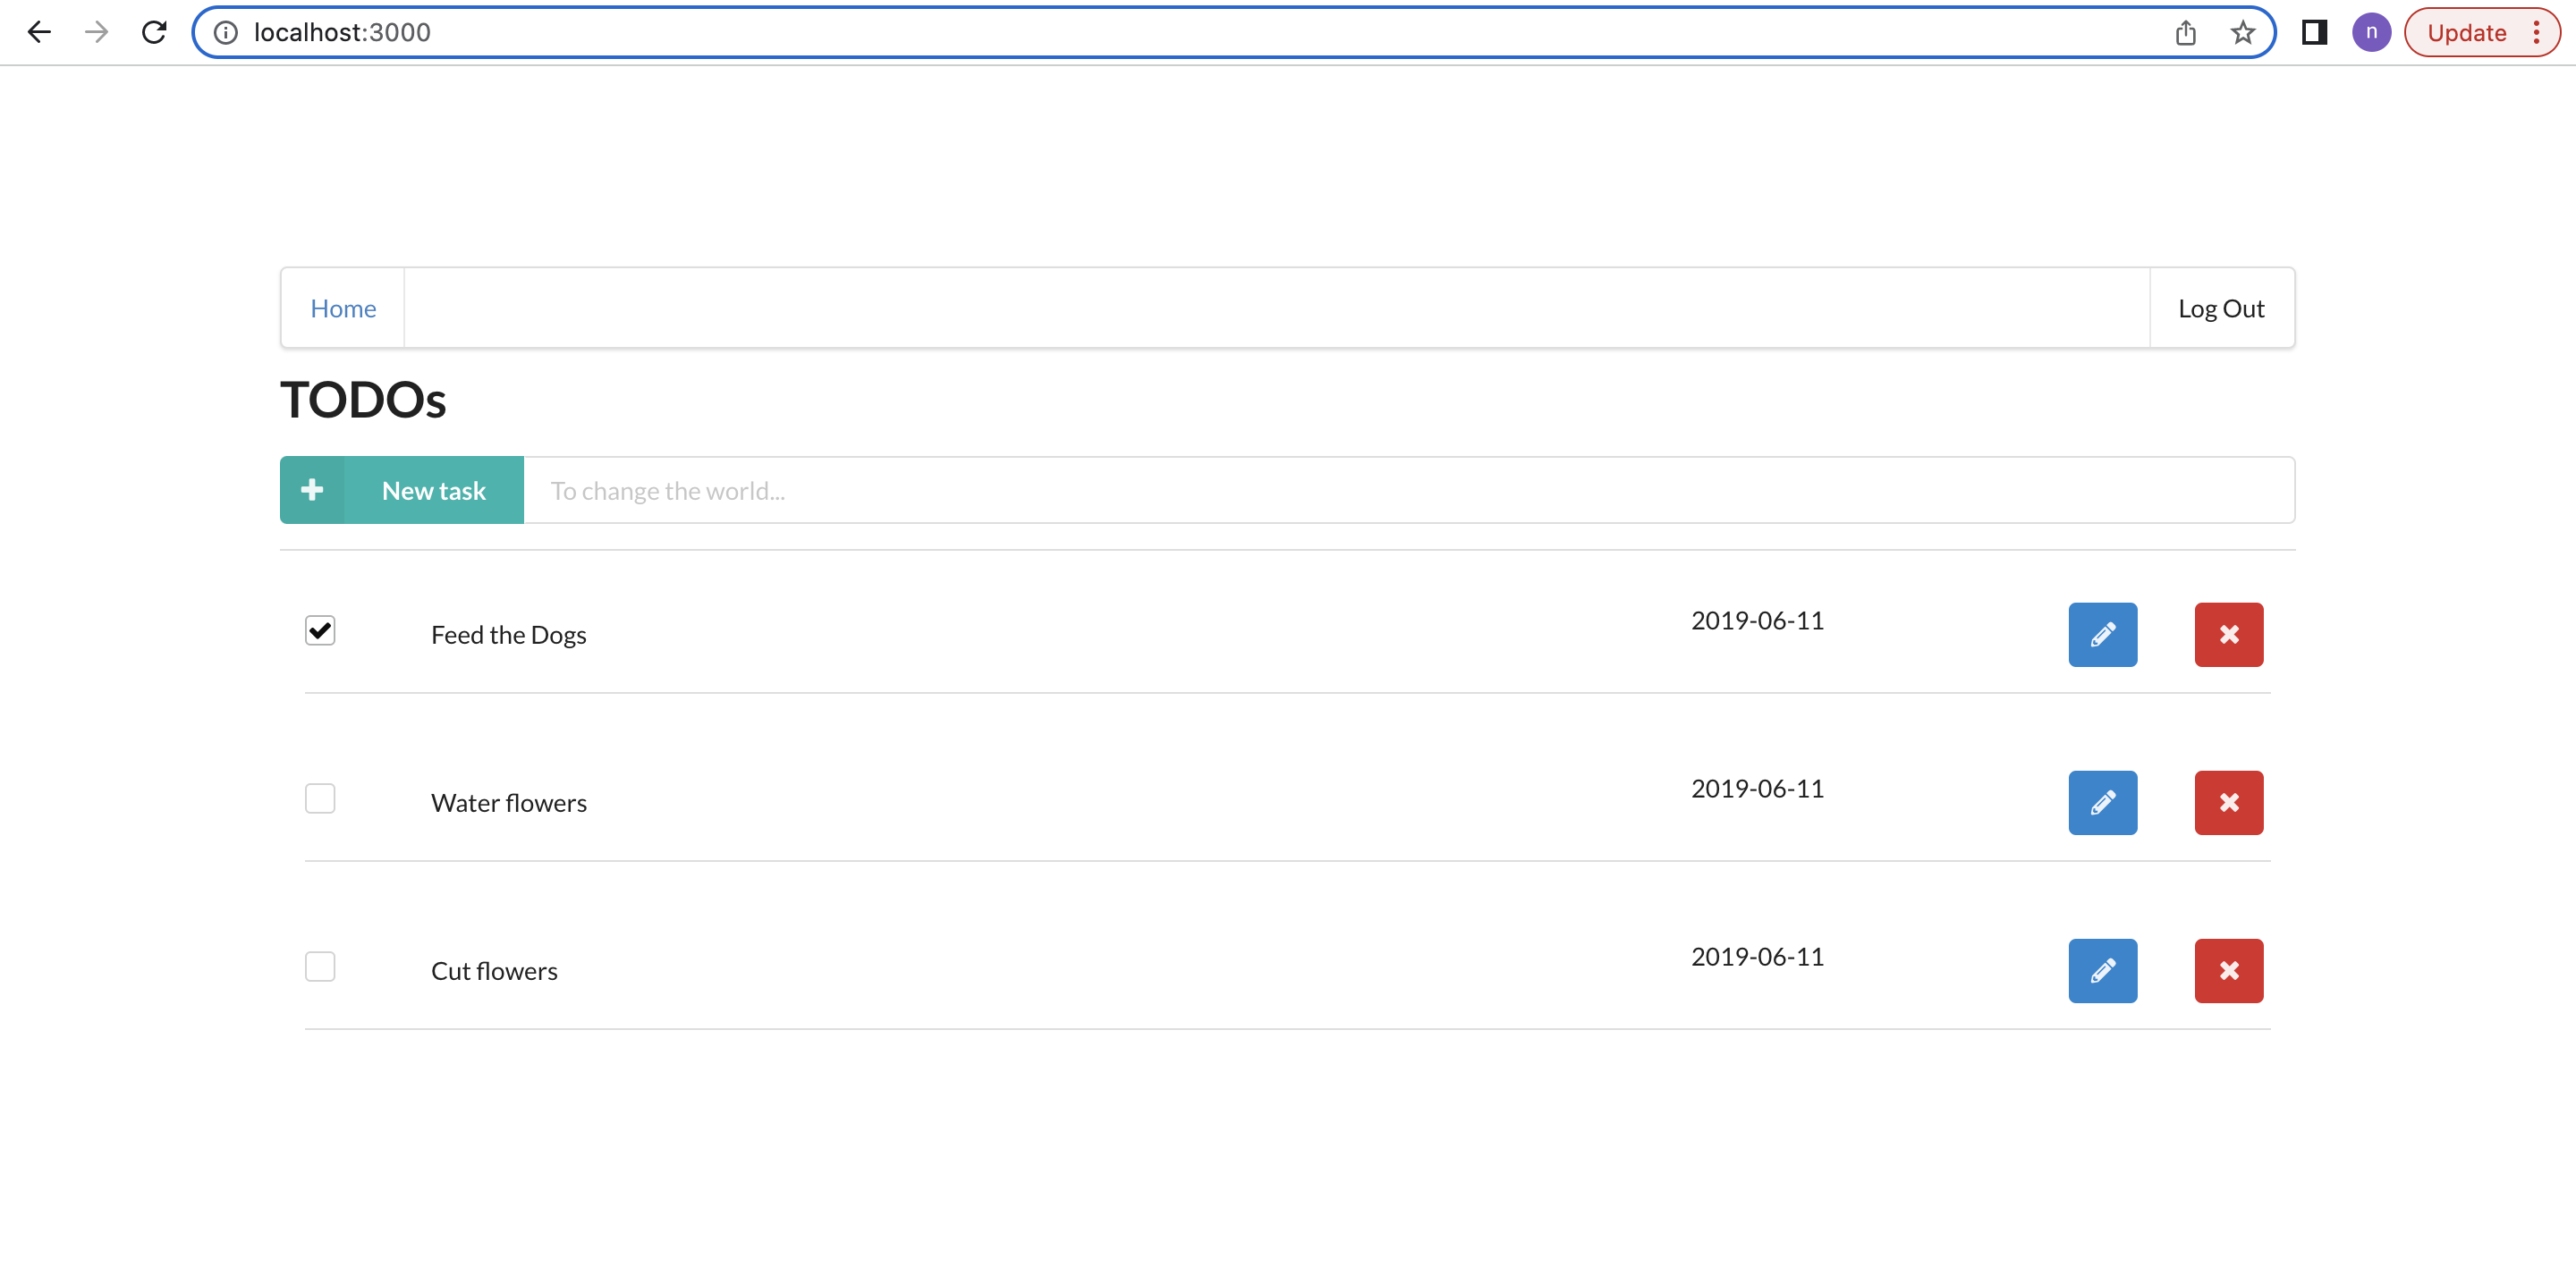 localhost:3000
n
Update
Home
Log Out
TODOs
New task
To change the world...
Feed the Dogs
2019-06-11
Water flowers
2019-06-11
Cut flowers
2019-06-11